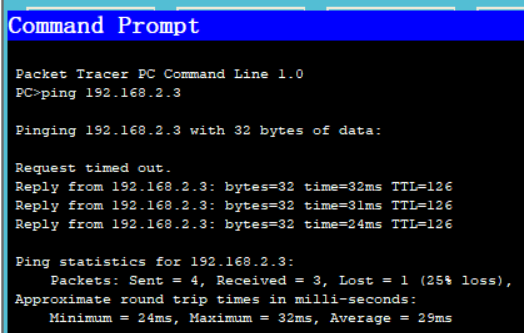 Command Prompt
Packet Tracer PC Command Line 1.0
PC>ping 192.168.2.3
Pinging 192.168.2.3 with 32 bytes of data:
Request timed out.
Reply from 192.168.2.3: bytes=32 time=32ms TTL=126
Reply from 192.168.2.3: bytes=32 time=31ms TTL=126
Reply from 192.168.2.3: bytes=32 time=24ms TTL=126
Ping statistics for 192.168.2.3:
    Packets: Sent = 4, Received = 3, Lost = 1 (25% loss),
Approximate round trip times in milli-seconds:
    Minimum = 24ms, Maximum = 32ms, Average = 29ms